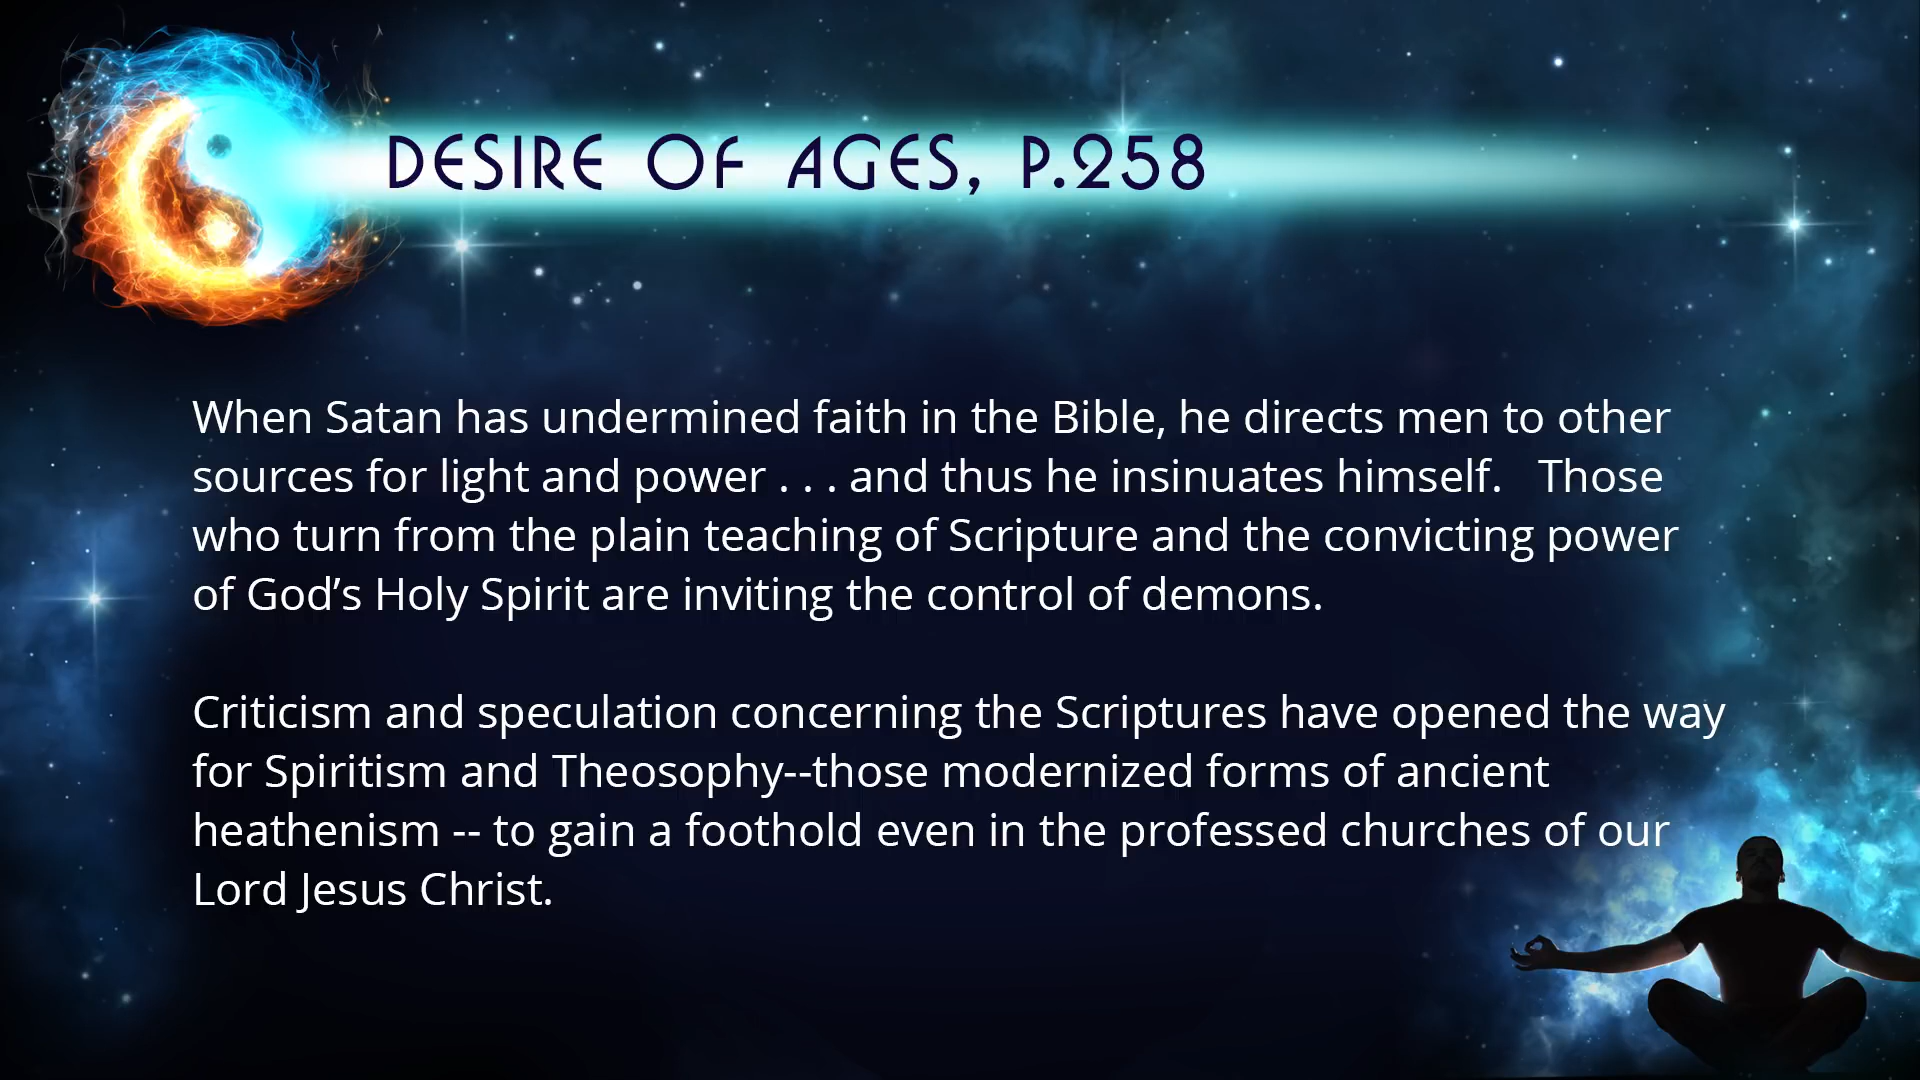 DESIRE OF AGES, P.258
When Satan has undermined faith in the Bible, he directs men to other
sources for light and power . . . and thus he insinuates himself.   Those
who turn from the plain teaching of Scripture and the convicting power
of God’s Holy Spirit are inviting the control of demons.
Criticism and speculation concerning the Scriptures have opened the way
for Spiritism and Theosophy--those modernized forms of ancient
heathenism -- to gain a foothold even in the professed churches of our
Lord Jesus Christ.